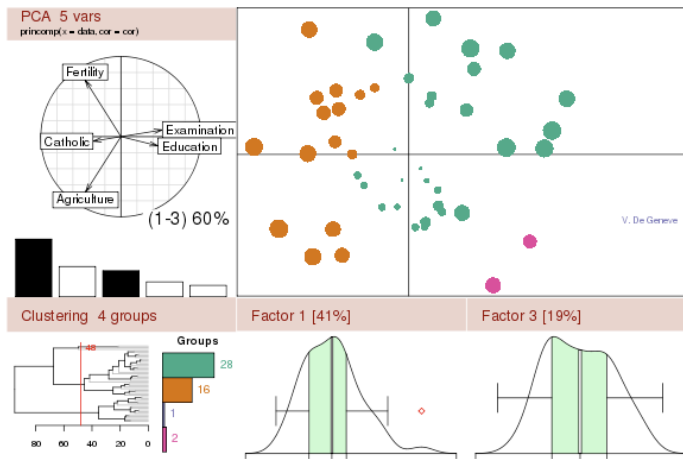 PCA 5 vars
princomp(x = data, cor = cor)
Fertility
Examination
Catholic
Education
Agriculture
(1-3) 60%
V. De Geneve
Clustering 4 groups
Factor 1 [41%]
Factor 3 [19%]
48
Groups
28
16
1
2
80 60 40 20 0